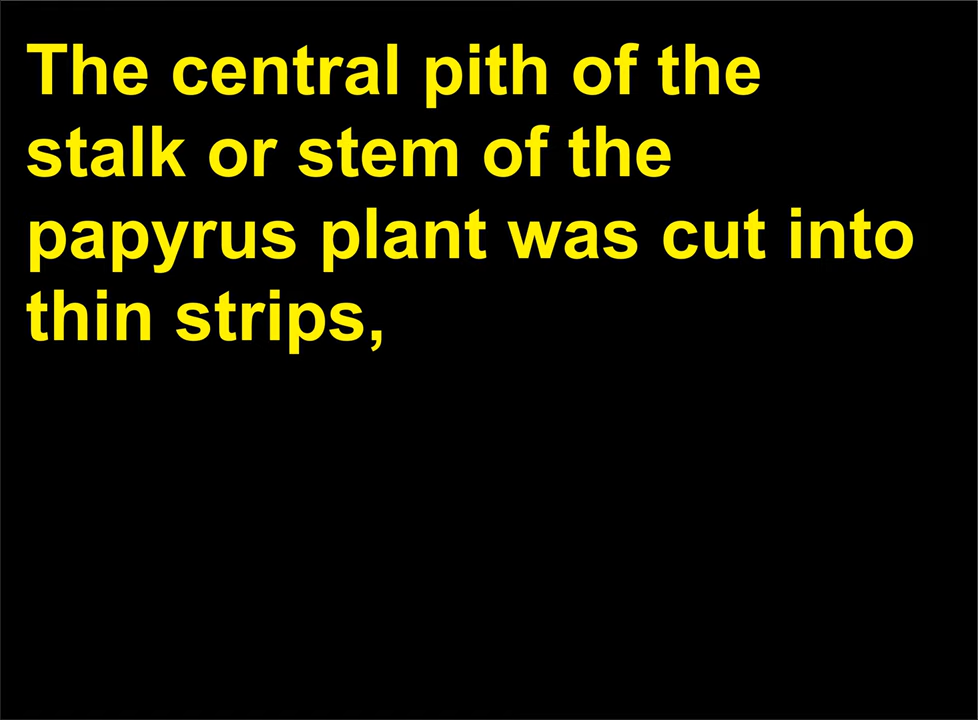 The central pith of the
stalk or stem of the
papyrus plant was cut into
thin strips,